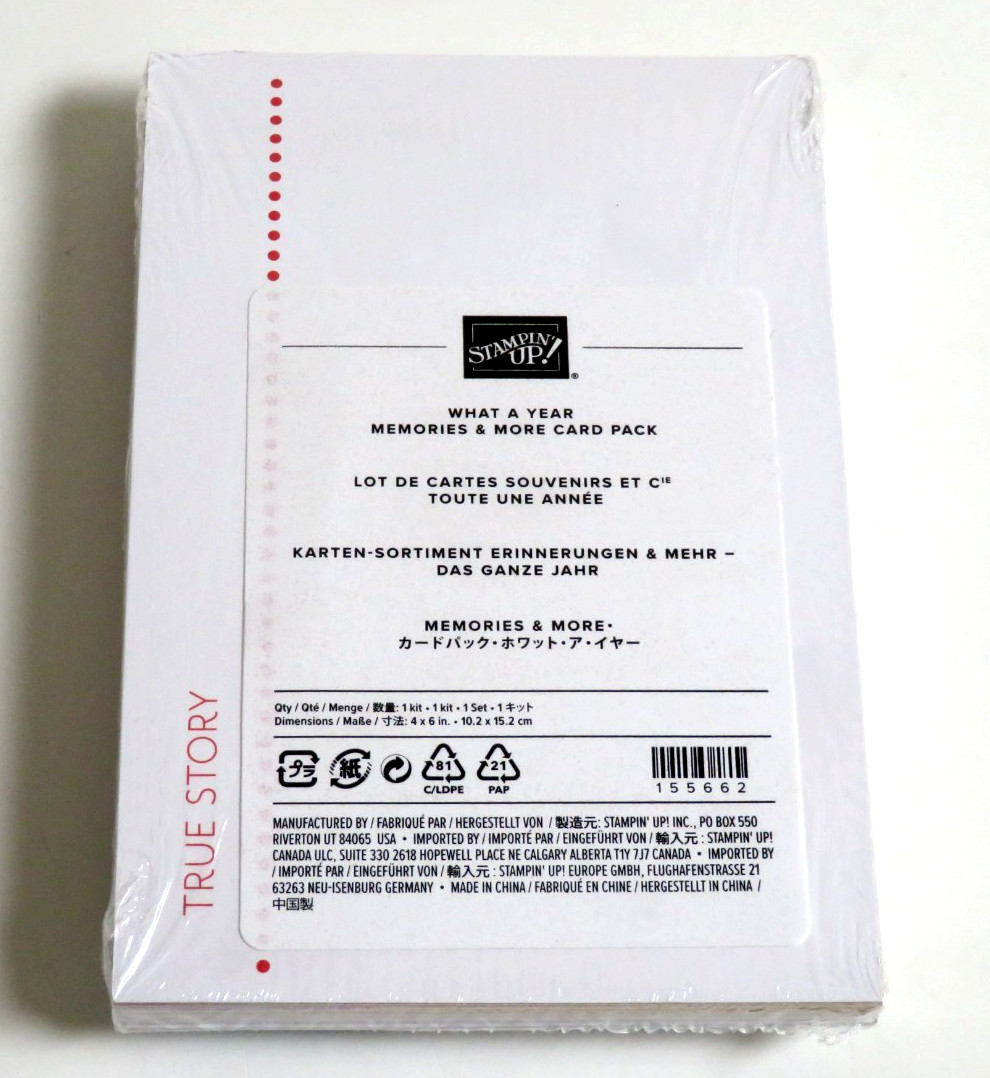 STAMPIN' UP!®
WHAT A YEAR
MEMORIES & MORE CARD PACK
LOT DE CARTES SOUVENIRS ET CIE
TOUTE UNE ANNÉE
KARTEN-SORTIMENT ERINNERUNGEN & MEHR –
DAS GANZE JAHR
MEMORIES & MORE・
カードパック・ホワット・ア・イヤー
Qty / Qté / Menge / 数量: 1 kit • 1 kit • 1 Set • 1 キット
Dimensions / Maße / 寸法: 4 x 6 in. • 10.2 x 15.2 cm
プラ 紙 81 21
C/LDPE PAP
155662
MANUFACTURED BY / FABRIQUÉ PAR / HERGESTELLT VON / 製造元: STAMPIN' UP! INC., PO BOX 550
RIVERTON UT 84065 USA • IMPORTED BY / IMPORTÉ PAR / EINGEFÜHRT VON / 輸入元 : STAMPIN' UP!
CANADA ULC, SUITE 330 2618 HOPEWELL PLACE NE CALGARY ALBERTA T1Y 7J7 CANADA • IMPORTED BY
/ IMPORTÉ PAR / EINGEFÜHRT VON / 輸入元 : STAMPIN' UP! EUROPE GMBH, FLUGHAFENSTRASSE 21
63263 NEU-ISENBURG GERMANY • MADE IN CHINA / FABRIQUÉ EN CHINE / HERGESTELLT IN CHINA /
中国製
TRUE STORY